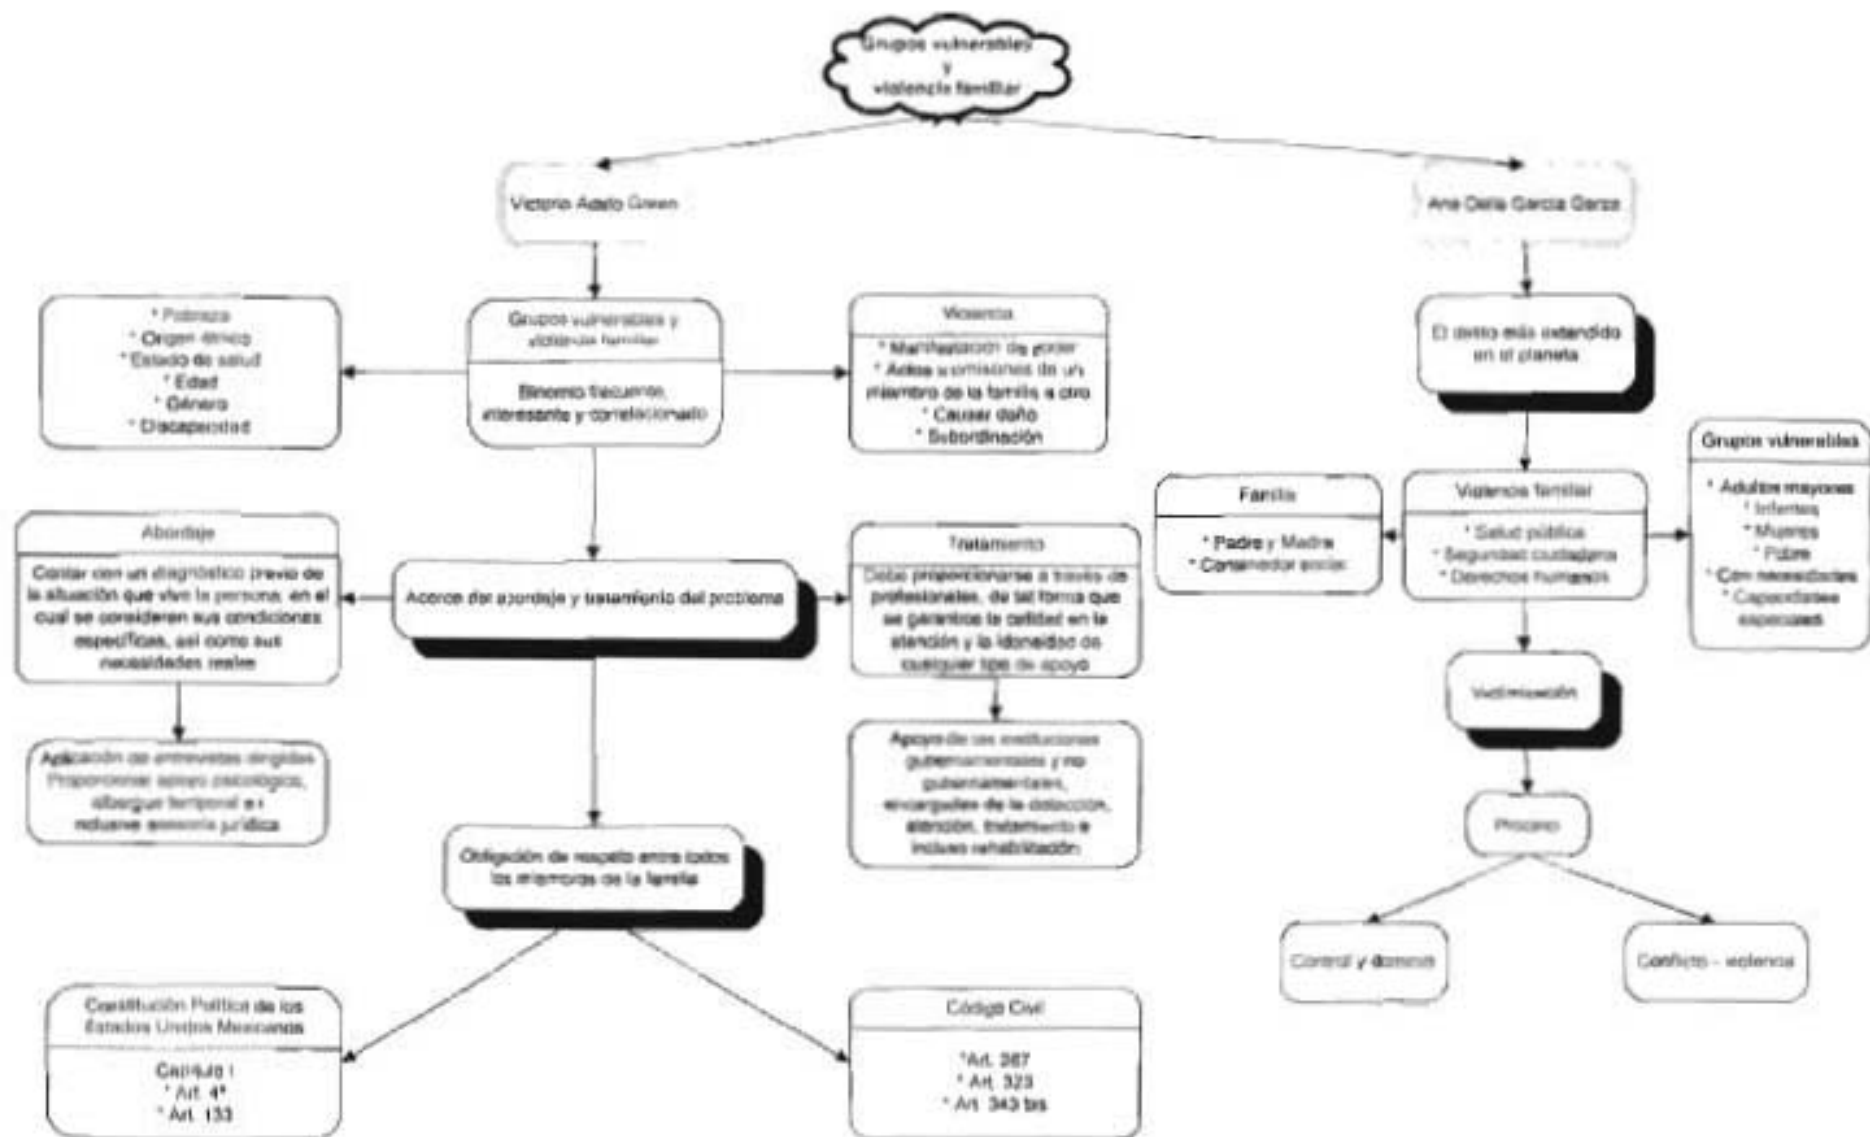 Grupos vulnerables
y
violencia familiar
Victoria Adato Green
Ana Delia García Garza
* Pobreza
* Origen étnico
* Estado de salud
* Edad
* Género
* Discapacidad
Grupos vulnerables y
violencia familiar
Binomio frecuente,
interesante y correlacionado
Violencia
* Manifestación de poder
* Actos u omisiones de un
miembro de la familia a otro
* Causar daño
* Subordinación
El delito más extendido
en el planeta
Familia
* Padre y Madre
* Contenedor social
Violencia familiar
* Salud pública
* Seguridad ciudadana
* Derechos humanos
Grupos vulnerables
* Adultos mayores
* Infantes
* Mujeres
* Pobre
* Con necesidades
* Capacidades
especiales
Abordaje
Contar con un diagnóstico previo de
la situación que vive la persona, en el
cual se consideren sus condiciones
específicas, así como sus
necesidades reales
Acerca del abordaje y tratamiento del problema
Tratamiento
Debe proporcionarse a través de
profesionales, de tal forma que
se garantice la calidad en la
atención y la idoneidad de
cualquier tipo de apoyo
Victimización
Aplicación de entrevistas dirigidas
Proporcionar apoyo psicológico,
albergue temporal e
inclusive asesoría jurídica
Apoyo de las instituciones
gubernamentales y no
gubernamentales,
encargadas de la detección,
atención, tratamiento e
incluso rehabilitación
Proceso
Obligación de respeto entre todos
los miembros de la familia
Control y dominio
Conflicto - violencia
Constitución Política de los
Estados Unidos Mexicanos
Capítulo I
* Art. 4º
* Art. 133
Código Civil
* Art. 323
* Art. 343 bis